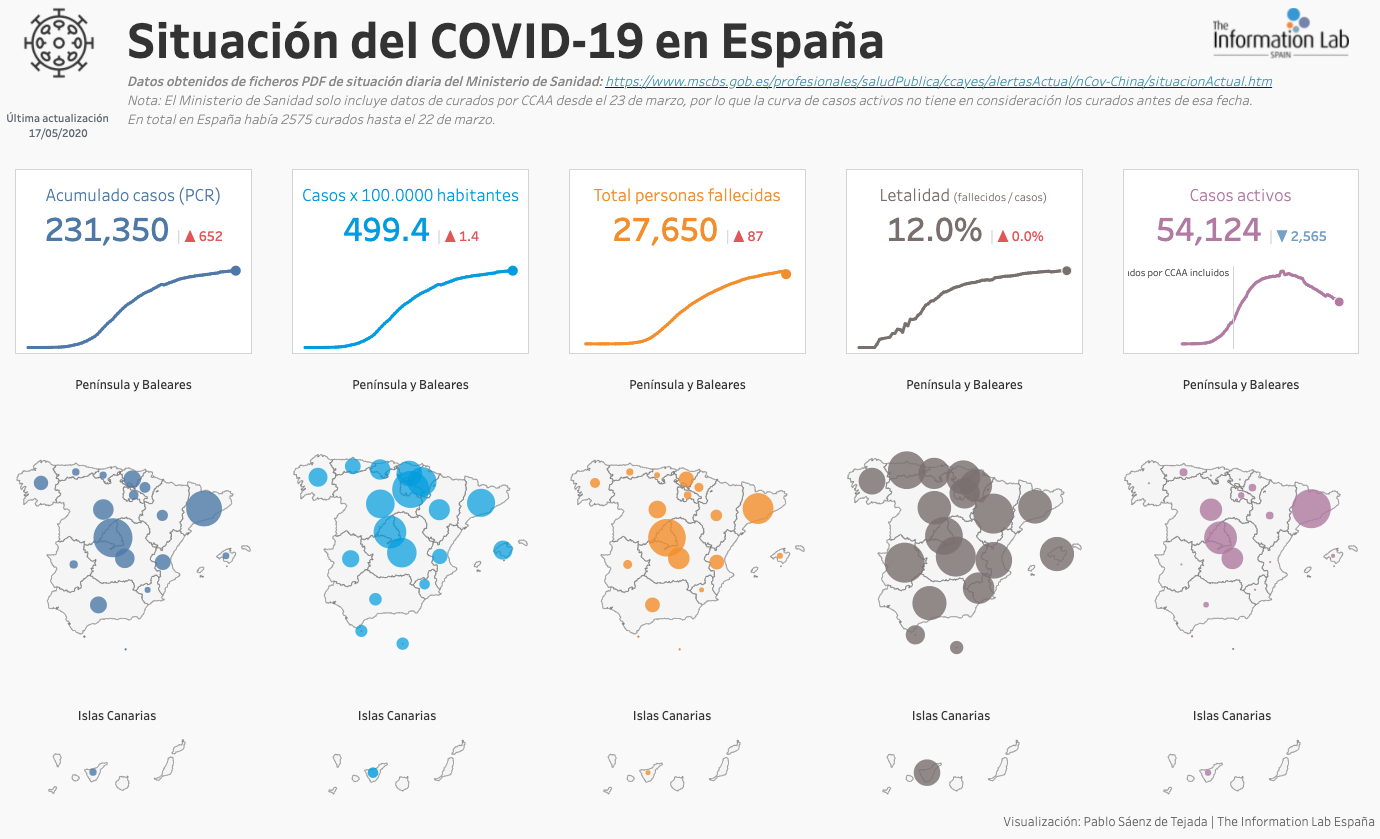 Situación del COVID-19 en España
The
Information Lab
SPAIN
Datos obtenidos de ficheros PDF de situación diaria del Ministerio de Sanidad: https://www.mscbs.gob.es/profesionales/saludPublica/ccayes/alertasActual/nCov-China/situacionActual.htm
Nota: El Ministerio de Sanidad solo incluye datos de curados por CCAA desde el 23 de marzo, por lo que la curva de casos activos no tiene en consideración los curados antes de esa fecha.
En total en España había 2575 curados hasta el 22 de marzo.
Última actualización
17/05/2020
Acumulado casos (PCR)
231,350 | ▲ 652
Casos x 100.0000 habitantes
499.4 | ▲ 1.4
Total personas fallecidas
27,650 | ▲ 87
Letalidad (fallecidos / casos)
12.0% | ▲ 0.0%
Casos activos
54,124 | ▼ 2,565
dos por CCAA incluidos
Península y Baleares
Península y Baleares
Península y Baleares
Península y Baleares
Península y Baleares
Islas Canarias
Islas Canarias
Islas Canarias
Islas Canarias
Islas Canarias
Visualización: Pablo Sáenz de Tejada | The Information Lab España